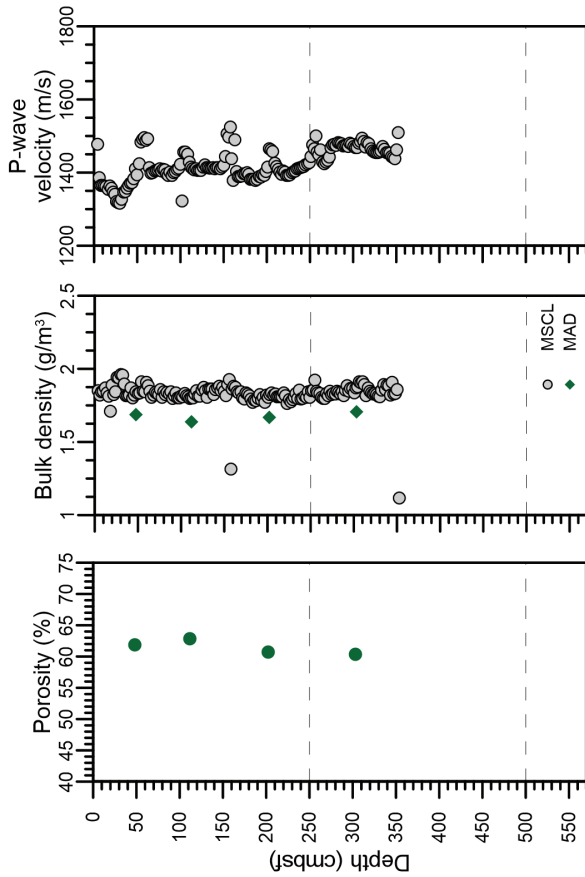 Porosity (%)
40 45 50 55 60 65 75
Bulk density (g/m³)
1 1.5 2 2.5
P-wave
velocity (m/s)
1200 1400 1600 1800
Depth (cmbsf)
0
50
100
150
200
250
300
350
400
450
500
550
MSCL
MAD